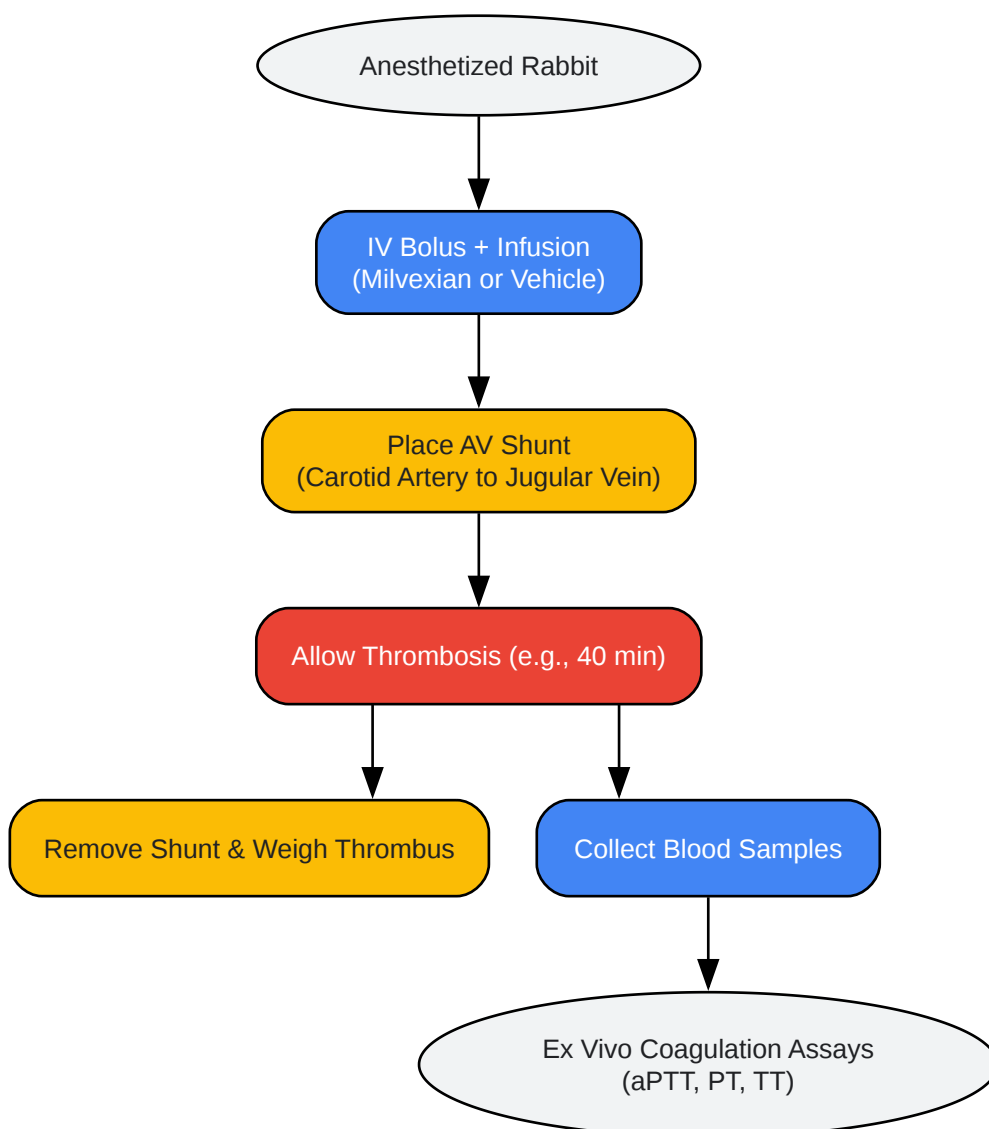 Anesthetized Rabbit
IV Bolus + Infusion
(Milvexian or Vehicle)
Place AV Shunt
(Carotid Artery to Jugular Vein)
Allow Thrombosis (e.g., 40 min)
Remove Shunt & Weigh Thrombus
Collect Blood Samples
Ex Vivo Coagulation Assays
(aPTT, PT, TT)